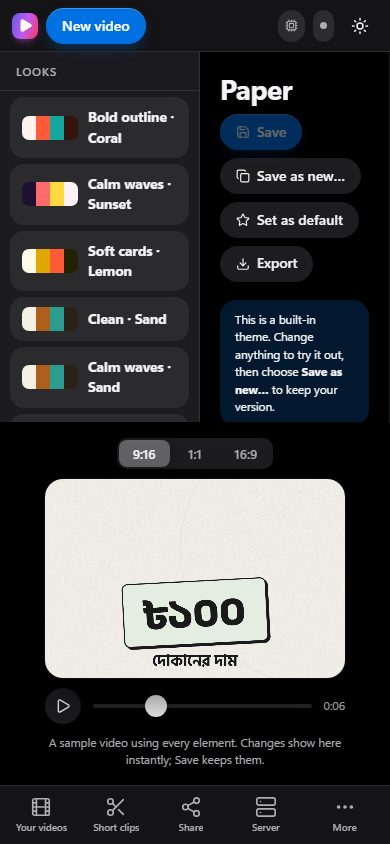 New video
LOOKS
Bold outline ·
Coral
Calm waves ·
Sunset
Soft cards ·
Lemon
Clean · Sand
Calm waves ·
Sand
Paper
Save
Save as new...
Set as default
Export
This is a built-in
theme. Change
anything to try it out,
then choose Save as
new... to keep your
version.
9:16
1:1
16:9
৳১০০
দোকানের দাম
0:06
A sample video using every element. Changes show here
instantly; Save keeps them.
Your videos
Short clips
Share
Server
More